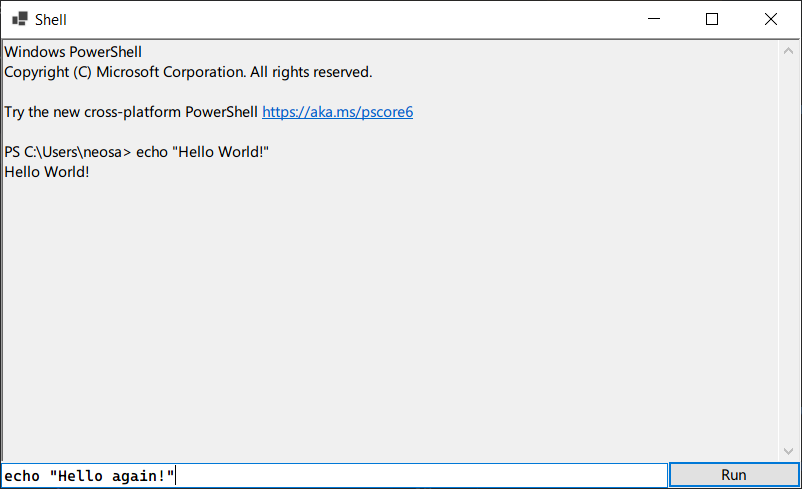 Shell
Windows PowerShell
Copyright (C) Microsoft Corporation. All rights reserved.
Try the new cross-platform PowerShell https://aka.ms/pscore6
PS C:\Users\neosa> echo "Hello World!"
Hello World!
echo "Hello again!"
Run